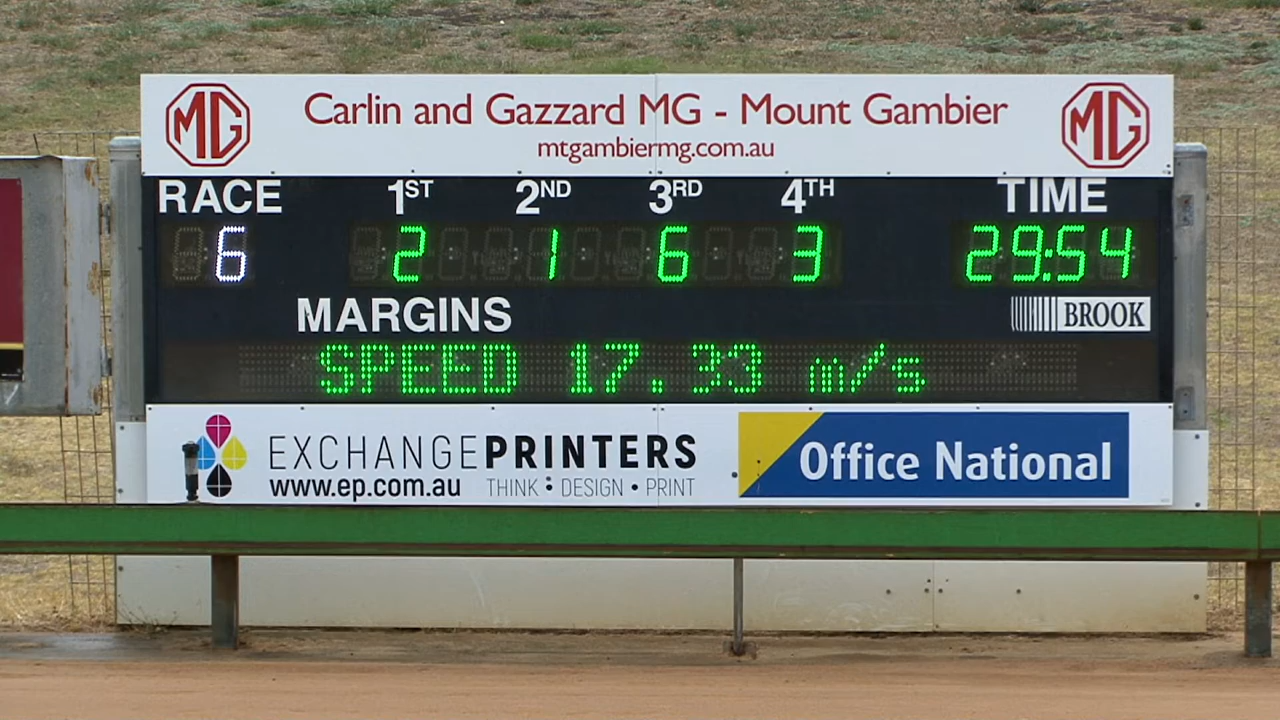 MG Carlin and Gazzard MG - Mount Gambier MG
mtgambiermg.com.au
RACE 1ST 2ND 3RD 4TH TIME
6 2 1 6 3 29:54
MARGINS BROOK
SPEED 17.33 m/s
EXCHANGEPRINTERS Office National
www.ep.com.au THINK • DESIGN • PRINT